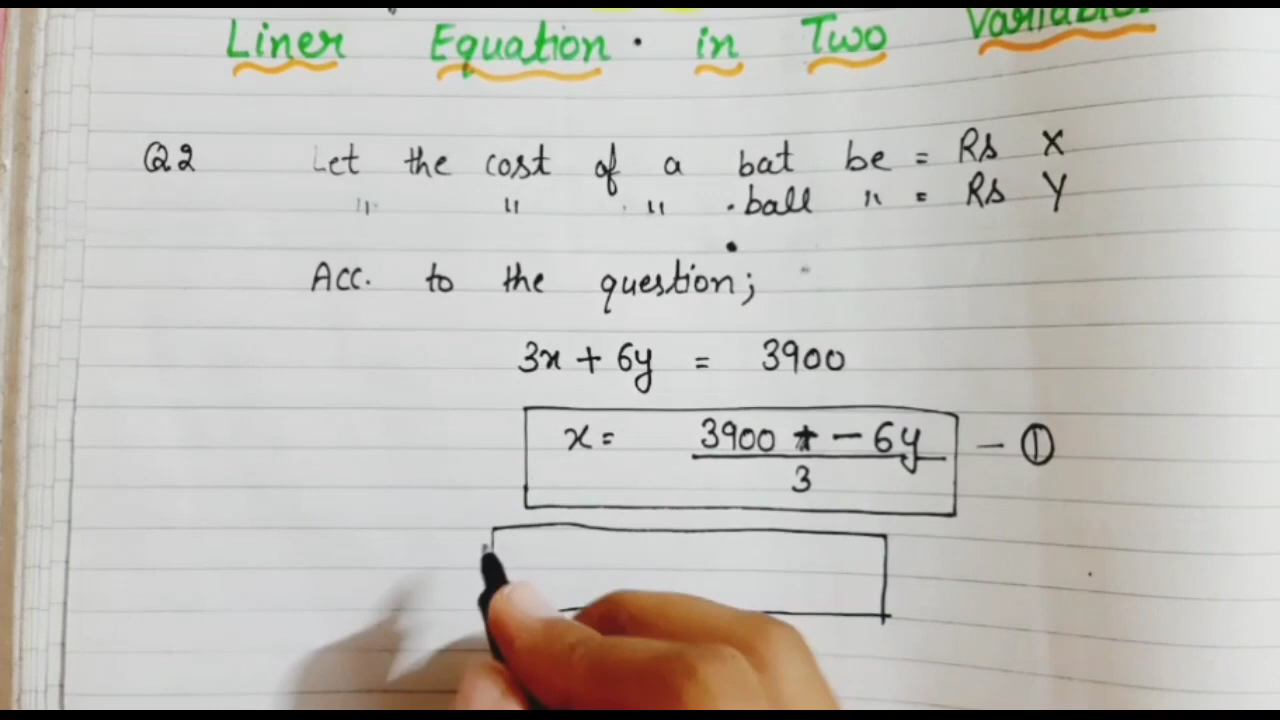 Liner Equation . in Two Variable.
Q2 Let the cost of a bat be = Rs X
" " " .ball " = Rs Y
Acc. to the question;
3x + 6y = 3900
x = 3900 - 6y - ①
3